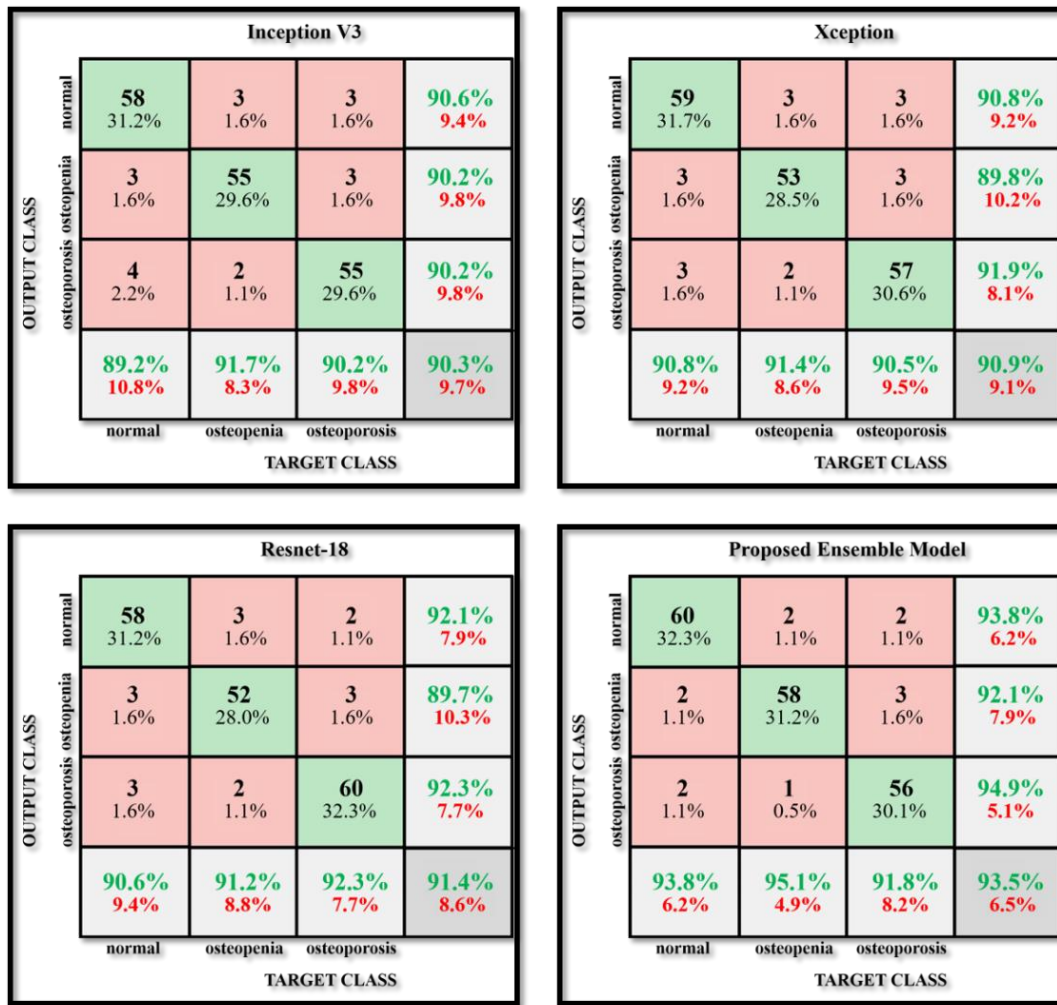 Inception V3
OUTPUT CLASS
normal
osteopenia
osteoporosis
58 3 3 90.6%
31.2% 1.6% 1.6% 9.4%
3 55 3 90.2%
1.6% 29.6% 1.6% 9.8%
4 2 55 90.2%
2.2% 1.1% 29.6% 9.8%
89.2% 91.7% 90.2% 90.3%
10.8% 8.3% 9.8% 9.7%
normal osteopenia osteoporosis
TARGET CLASS
Xception
OUTPUT CLASS
normal
osteopenia
osteoporosis
59 3 3 90.8%
31.7% 1.6% 1.6% 9.2%
3 53 3 89.8%
1.6% 28.5% 1.6% 10.2%
3 2 57 91.9%
1.6% 1.1% 30.6% 8.1%
90.8% 91.4% 90.5% 90.9%
9.2% 8.6% 9.5% 9.1%
normal osteopenia osteoporosis
TARGET CLASS
Resnet-18
OUTPUT CLASS
normal
osteopenia
osteoporosis
58 3 2 92.1%
31.2% 1.6% 1.1% 7.9%
3 52 3 89.7%
1.6% 28.0% 1.6% 10.3%
3 2 60 92.3%
1.6% 1.1% 32.3% 7.7%
90.6% 91.2% 92.3% 91.4%
9.4% 8.8% 7.7% 8.6%
normal osteopenia osteoporosis
TARGET CLASS
Proposed Ensemble Model
OUTPUT CLASS
normal
osteopenia
osteoporosis
60 2 2 93.8%
32.3% 1.1% 1.1% 6.2%
2 58 3 92.1%
1.1% 31.2% 1.6% 7.9%
2 1 56 94.9%
1.1% 0.5% 30.1% 5.1%
93.8% 95.1% 91.8% 93.5%
6.2% 4.9% 8.2% 6.5%
normal osteopenia osteoporosis
TARGET CLASS